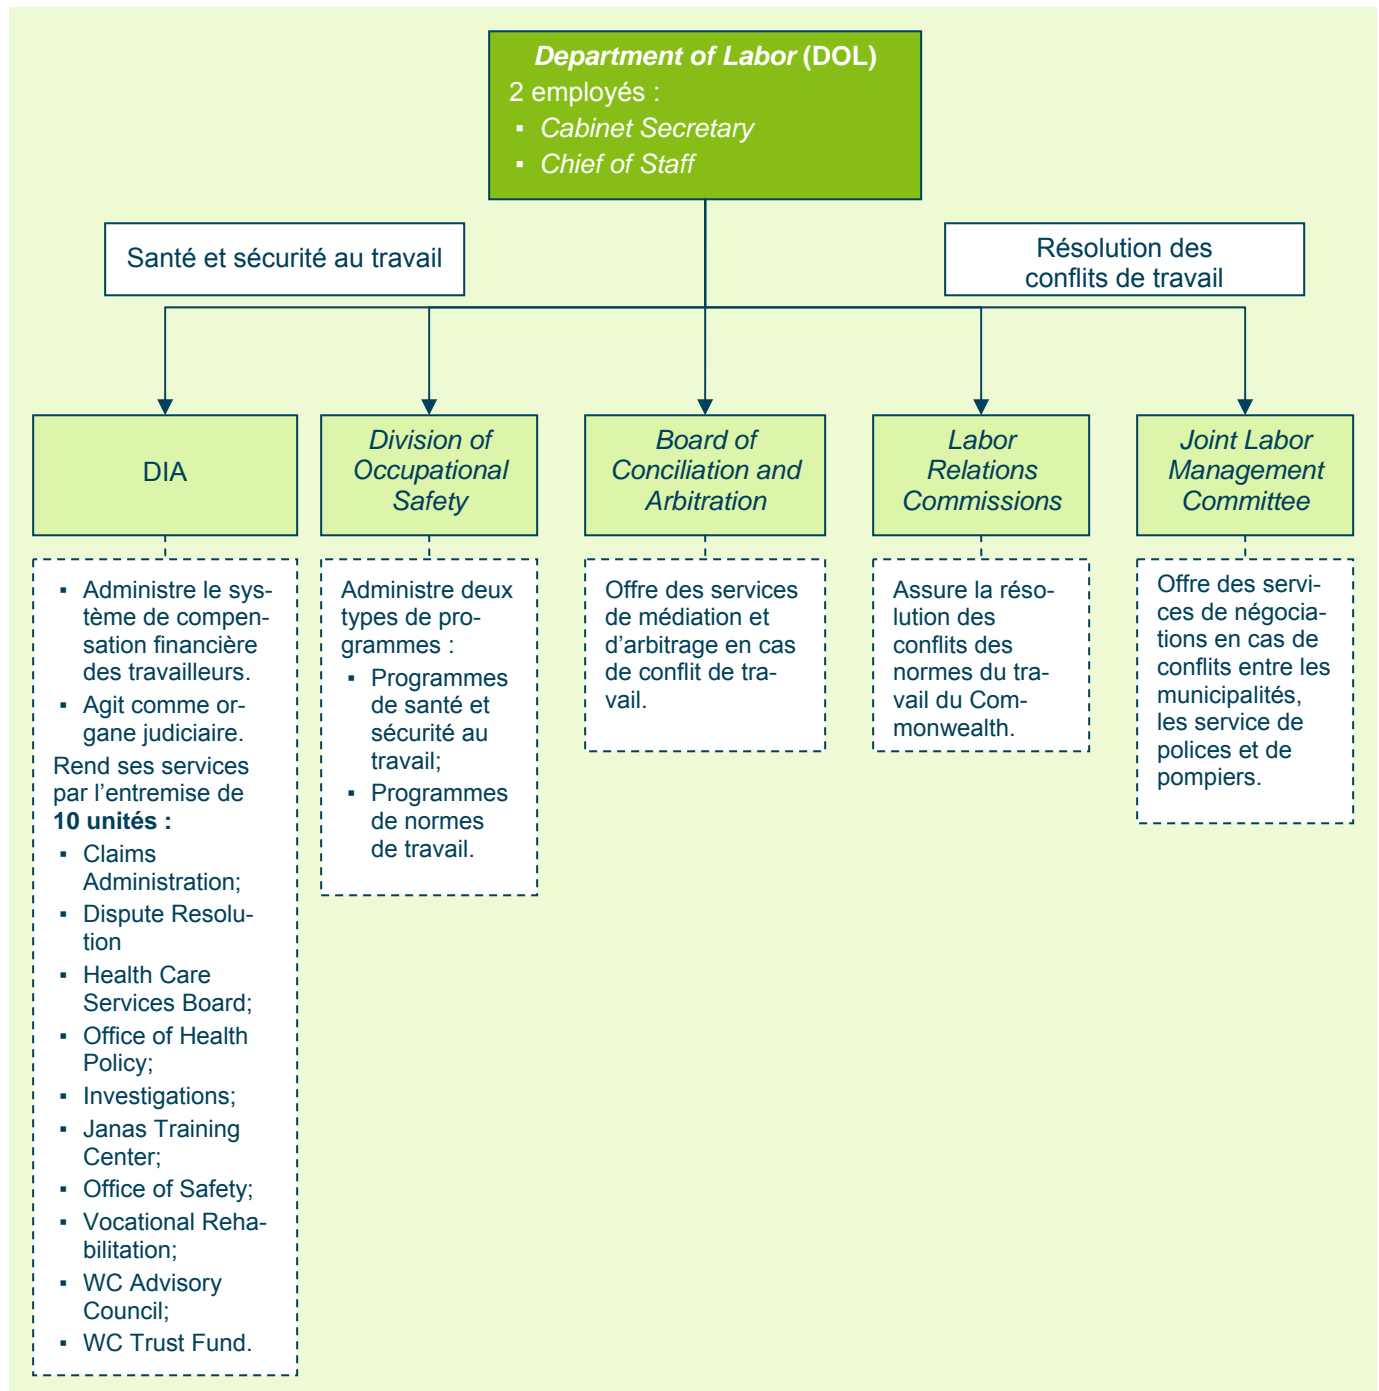 Department of Labor (DOL)
2 employés :
▪ Cabinet Secretary
▪ Chief of Staff
Santé et sécurité au travail
Résolution des
conflits de travail
DIA
Division of
Occupational
Safety
Board of
Conciliation and
Arbitration
Labor
Relations
Commissions
Joint Labor
Management
Committee
▪ Administre le sys-
tème de compen-
sation financière
des travailleurs.
▪ Agit comme or-
gane judiciaire.
Rend ses services
par l’entremise de
10 unités :
▪ Claims
Administration;
▪ Dispute Resolu-
tion
▪ Health Care
Services Board;
▪ Office of Health
Policy;
▪ Investigations;
▪ Janas Training
Center;
▪ Office of Safety;
▪ Vocational Reha-
bilitation;
▪ WC Advisory
Council;
▪ WC Trust Fund.
Administre deux
types de pro-
grammes :
▪ Programmes
de santé et
sécurité au
travail;
▪ Programmes
de normes
de travail.
Offre des services
de médiation et
d’arbitrage en cas
de conflit de tra-
vail.
Assure la réso-
lution des
conflits des
normes du tra-
vail du Com-
monwealth.
Offre des servi-
ces de négocia-
tions en cas de
conflits entre les
municipalités,
les service de
polices et de
pompiers.